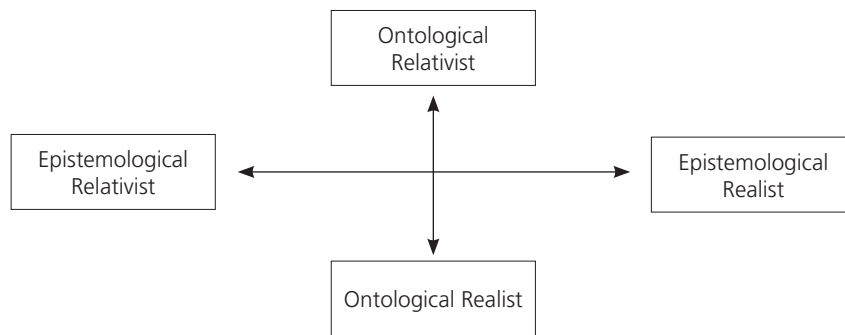 Ontological
Relativist
Epistemological
Relativist
Epistemological
Realist
Ontological Realist